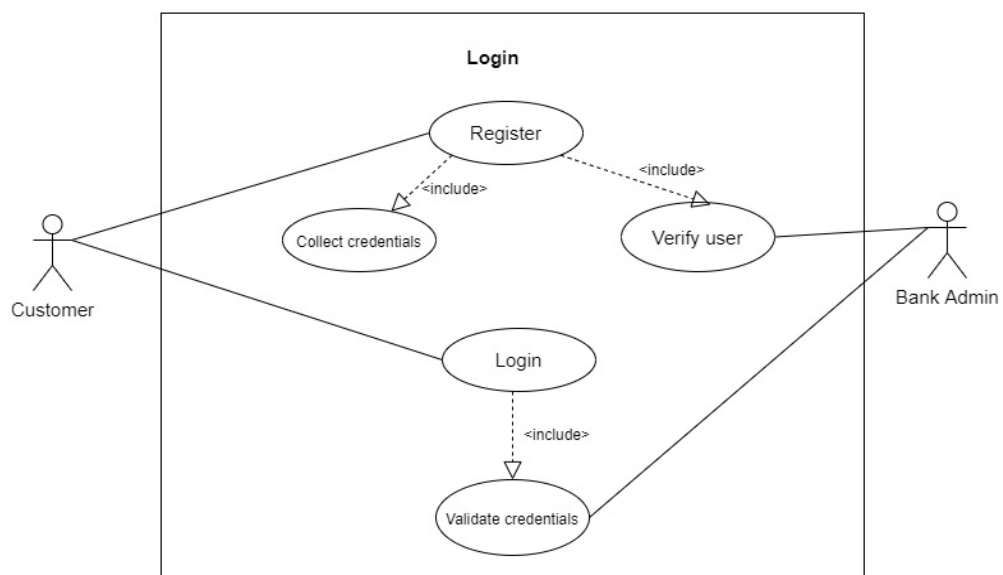 Login
Register
<include>
<include>
Collect credentials
Verify user
Customer
Bank Admin
Login
<include>
Validate credentials